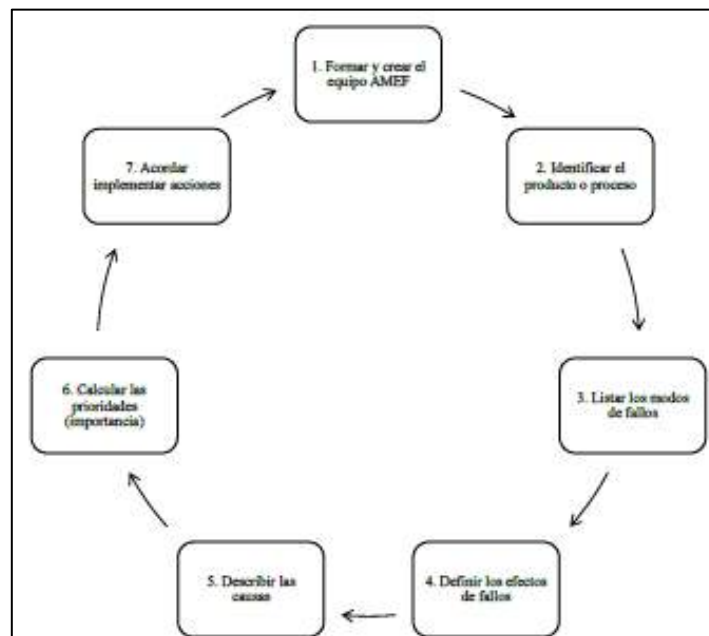 1. Formar y crear el
equipo AMEF
2. Identificar el
producto o proceso
3. Listar los modos
de fallos
4. Definir los efectos
de fallos
5. Describir las
causas
6. Calcular las
prioridades
(importancia)
7. Acordar
implementar acciones